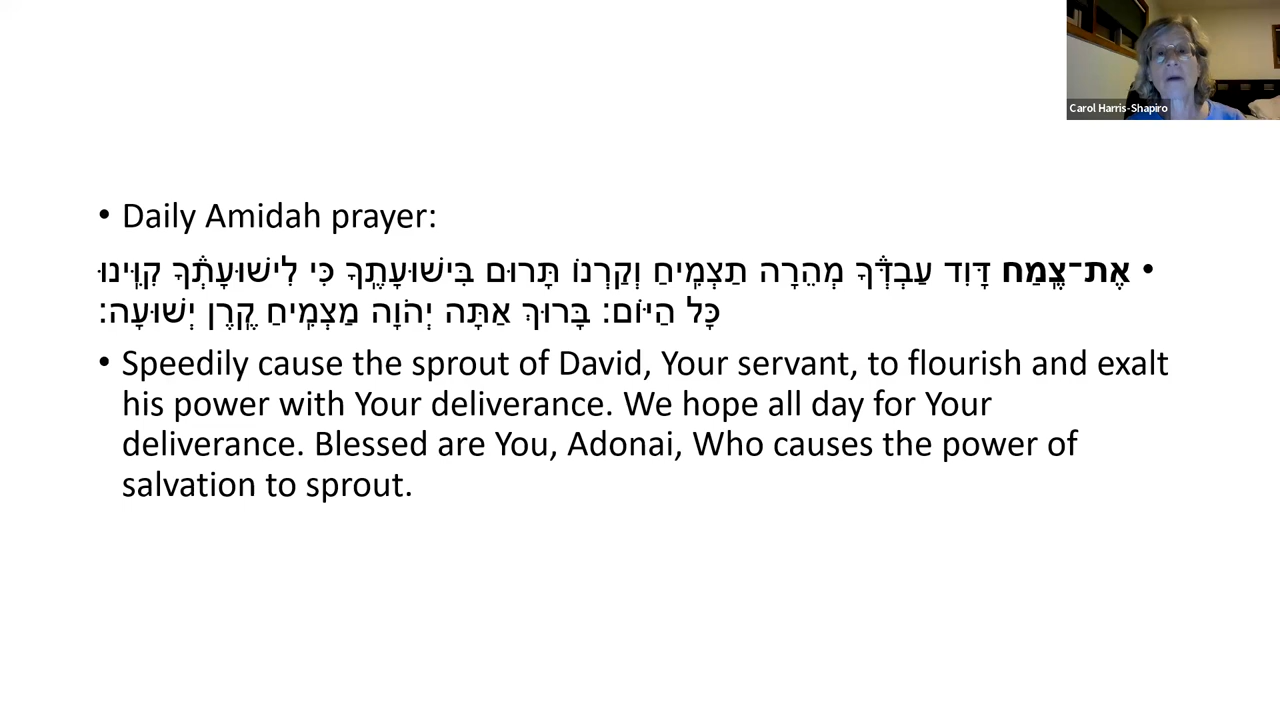 Carol Harris-Shapiro
• Daily Amidah prayer:
• אֶת־צֶֽמַח דָּוִד עַבְדְּ֒ךָ מְהֵרָה תַצְמִֽיחַ וְקַרְנוֹ תָּרוּם בִּישׁוּעָתֶֽךָ כִּי לִישׁוּעָתְ֒ךָ קִוִּֽינוּ
כָּל הַיּוֹם: בָּרוּךְ אַתָּה יְהֹוָה מַצְמִֽיחַ קֶֽרֶן יְשׁוּעָה:
• Speedily cause the sprout of David, Your servant, to flourish and exalt
his power with Your deliverance. We hope all day for Your
deliverance. Blessed are You, Adonai, Who causes the power of
salvation to sprout.